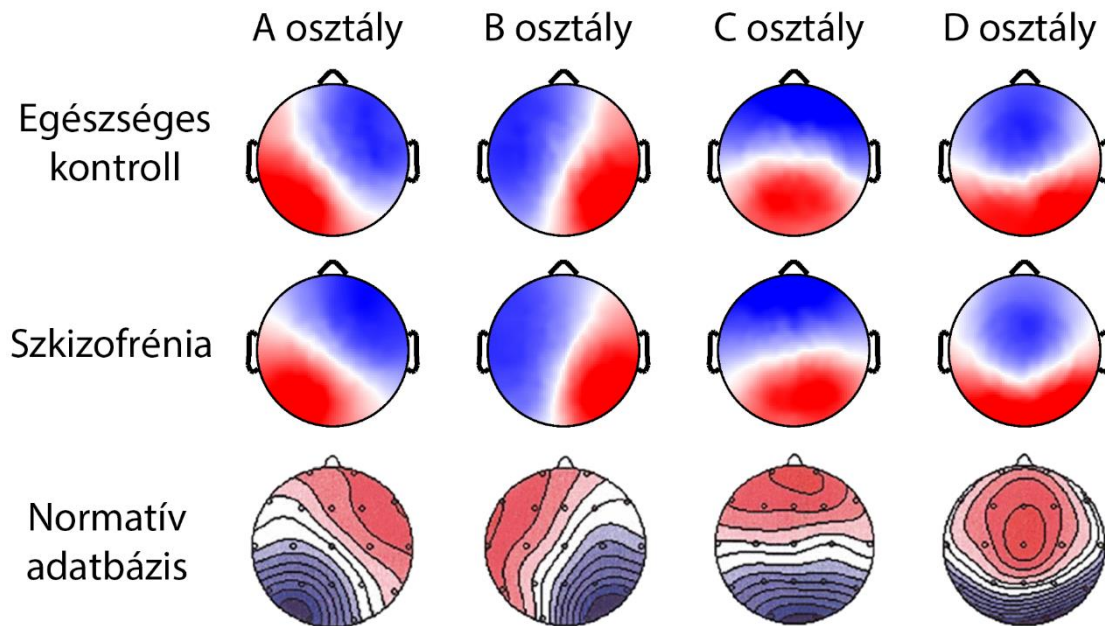 A osztály B osztály C osztály D osztály
Egészséges
kontroll
Szkizofrénia
Normatív
adatbázis